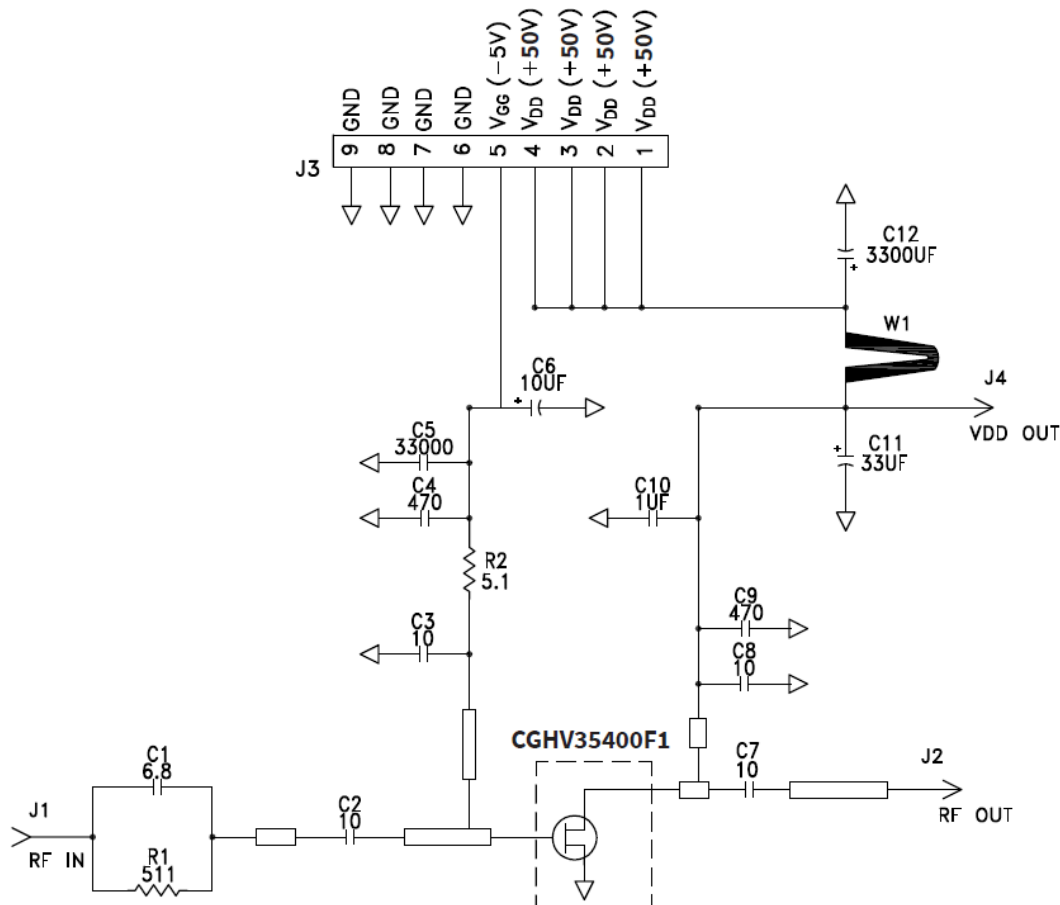 GND
GND
GND
GND
VGG (-5V)
VDD (+50V)
VDD (+50V)
VDD (+50V)
VDD (+50V)
J3
9
8
7
6
5
4
3
2
1
C12
3300UF
+
W1
J4
VDD OUT
C6
10UF
+
C5
33000
C4
470
R2
5.1
C3
10
C10
1UF
+
C11
33UF
C9
470
C8
10
CGHV35400F1
C1
6.8
J1
RF IN
R1
511
C2
10
C7
10
J2
RF OUT